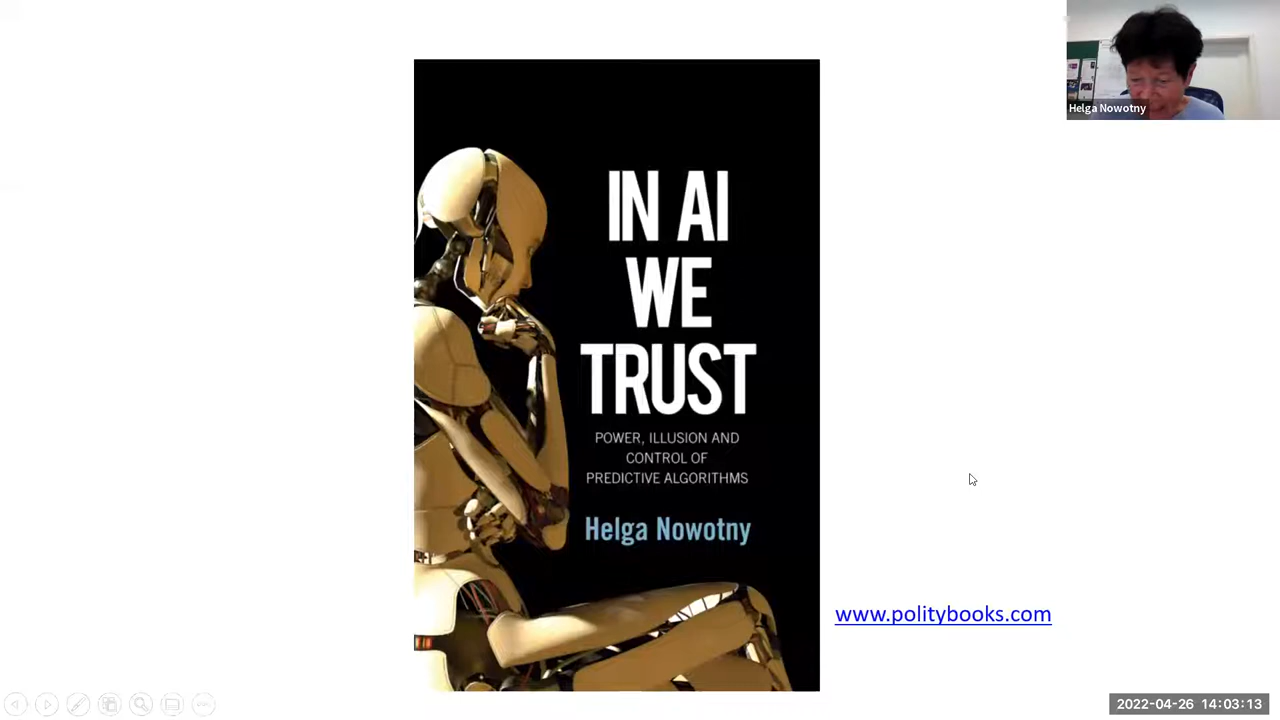 Helga Nowotny
IN AI
WE
TRUST
POWER, ILLUSION AND
CONTROL OF
PREDICTIVE ALGORITHMS
Helga Nowotny
www.politybooks.com
2022-04-26 14:03:13